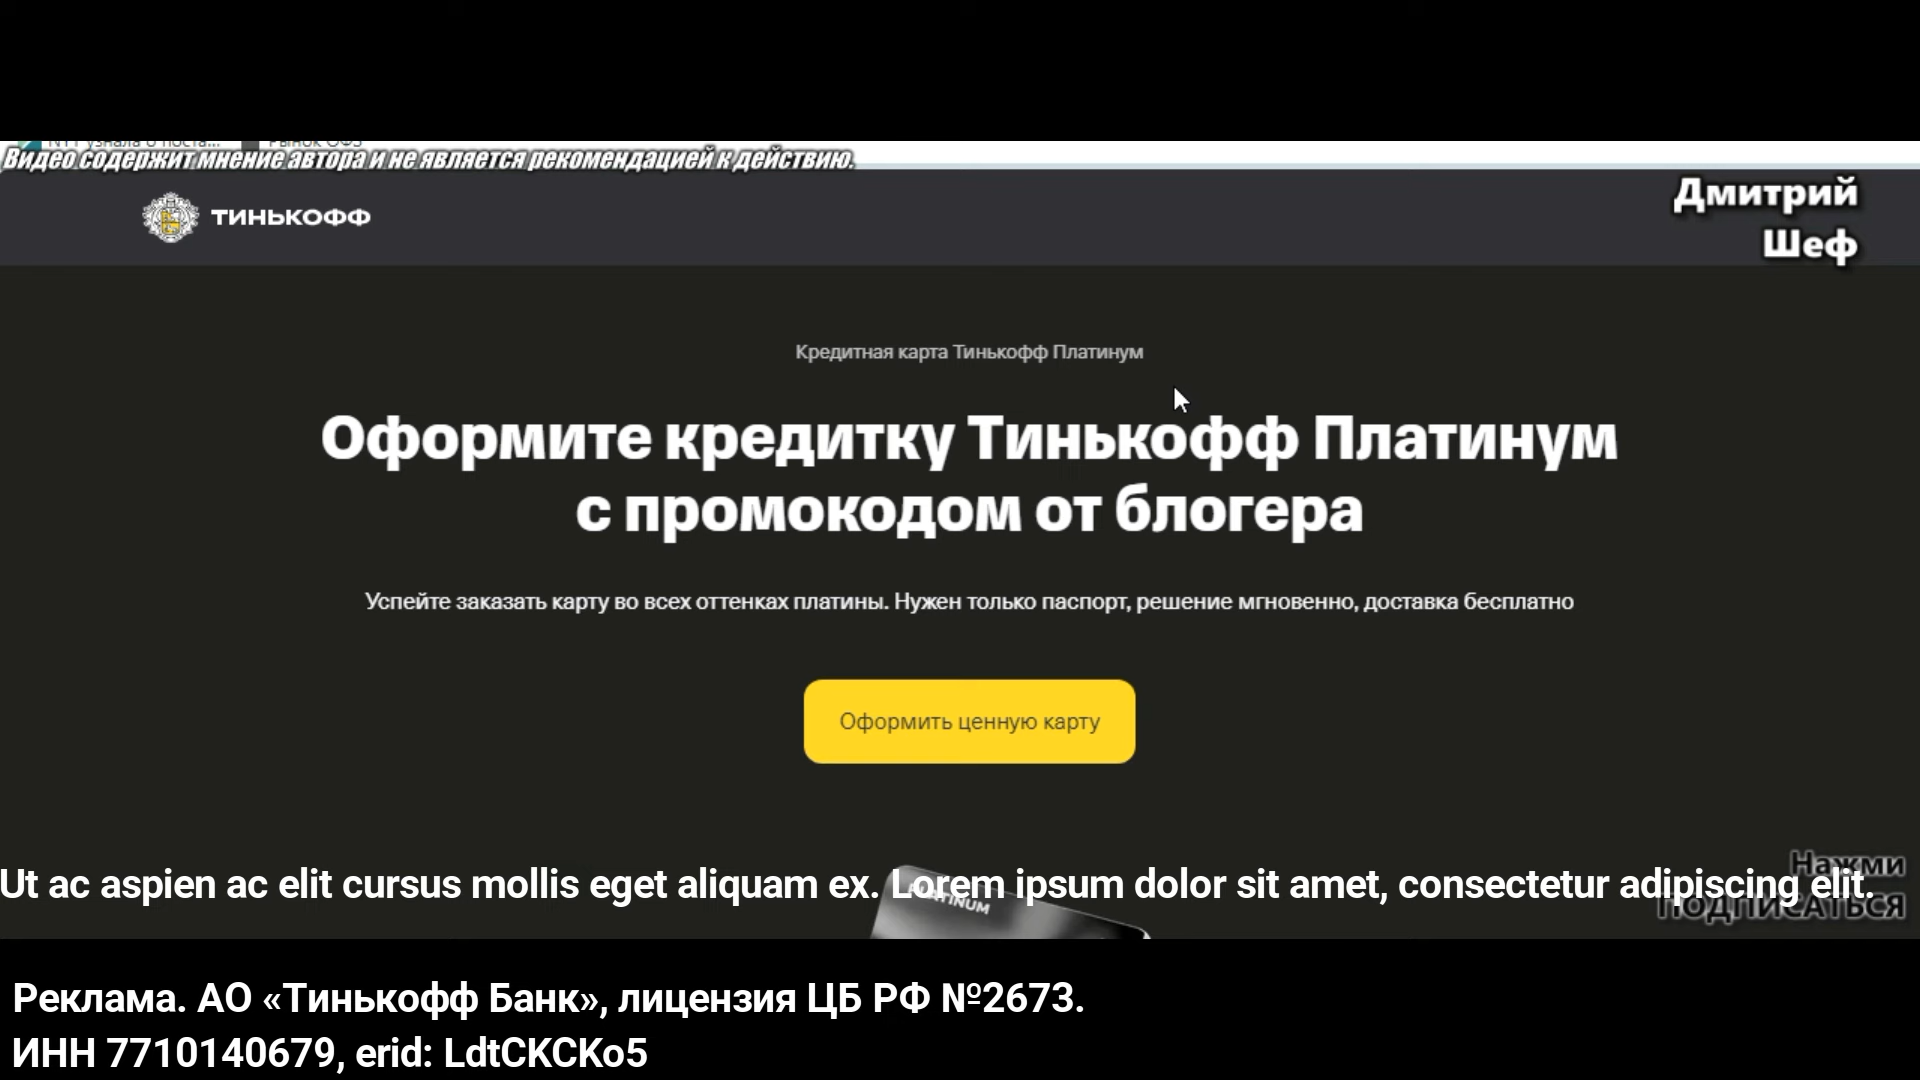 Видео содержит мнение автора и не является рекомендацией к действию.
ТИНЬКОФФ
Дмитрий
Шеф
Кредитная карта Тинькофф Платинум
Оформите кредитку Тинькофф Платинум
с промокодом от блогера
Успейте заказать карту во всех оттенках платины. Нужен только паспорт, решение мгновенно, доставка бесплатно
Оформить ценную карту
Нажми
Ut ac aspien ac elit cursus mollis eget aliquam ex. Lorem ipsum dolor sit amet, consectetur adipiscing elit.
ПОДПИСАТЬСЯ
Реклама. АО «Тинькофф Банк», лицензия ЦБ РФ №2673.
ИНН 7710140679, erid: LdtCKCKo5